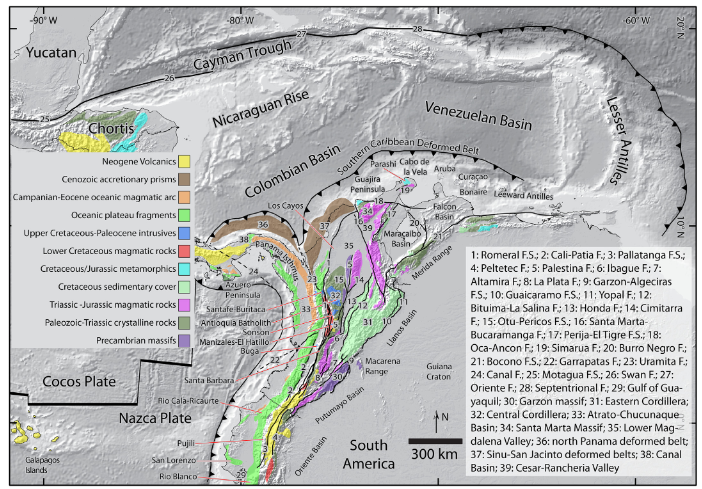 -90° W
-80° W
-60° W
20° N
Yucatan
Cayman Trough
27
28
26
25
Nicaraguan Rise
Venezuelan Basin
Lesser Antilles
Chortis
Colombian Basin
Southern Caribbean Deformed Belt
Parashi
Cabo de la Vela
Aruba
Curaçao
Bonaire
Leeward Antilles
Guajira Peninsula
19
18
Falcon Basin
10° N
Los Cayos
Maracaibo Basin
Merida Range
Neogene Volcanics
Cenozoic accretionary prisms
Campanian-Eocene oceanic magmatic arc
Oceanic plateau fragments
Upper Cretaceous-Paleocene intrusives
Lower Cretaceous magmatic rocks
Cretaceous/Jurassic metamorphics
Cretaceous sedimentary cover
Triassic -Jurassic magmatic rocks
Paleozoic-Triassic crystalline rocks
Precambrian massifs
Panama Isthmus
Azuero Peninsula
Santafe-Buritaca
Antioquia Batholith
Sonson
Manizales-El Hatillo
Buga
Santa Barbara
Rio Cala-Ricaurte
Pujili
San Lorenzo
Rio Blanco
Llanos Basin
Macarena Range
Guiana Craton
Putumayo Basin
Oriente Basin
Cocos Plate
Nazca Plate
Galapagos Islands
South America
N
300 km
1: Romeral F.S.; 2: Cali-Patia F.; 3: Pallatanga F.S.;
4: Peltetec F.; 5: Palestina F.; 6: Ibague F.; 7:
Altamira F.; 8: La Plata F.; 9: Garzon-Algeciras
F.S.; 10: Guaicaramo F.S.; 11: Yopal F.; 12:
Bituima-La Salina F.; 13: Honda F.; 14: Cimitarra
F.; 15: Otu-Pericos F.S.; 16: Santa Marta-
Bucaramanga F.; 17: Perija-El Tigre F.S.; 18:
Oca-Ancon F.; 19: Simarua F.; 20: Burro Negro F.;
21: Bocono F.S.; 22: Garrapatas F.; 23: Uramita F.;
24: Canal F.; 25: Motagua F.S.; 26: Swan F.; 27:
Oriente F.; 28: Septentrional F.; 29: Gulf of Gua-
yaquil; 30: Garzon massif; 31: Eastern Cordillera;
32: Central Cordillera; 33: Atrato-Chucunaque
Basin; 34: Santa Marta Massif; 35: Lower Mag-
dalena Valley; 36: north Panama deformed belt;
37: Sinu-San Jacinto deformed belts; 38: Canal
Basin; 39: Cesar-Rancheria Valley